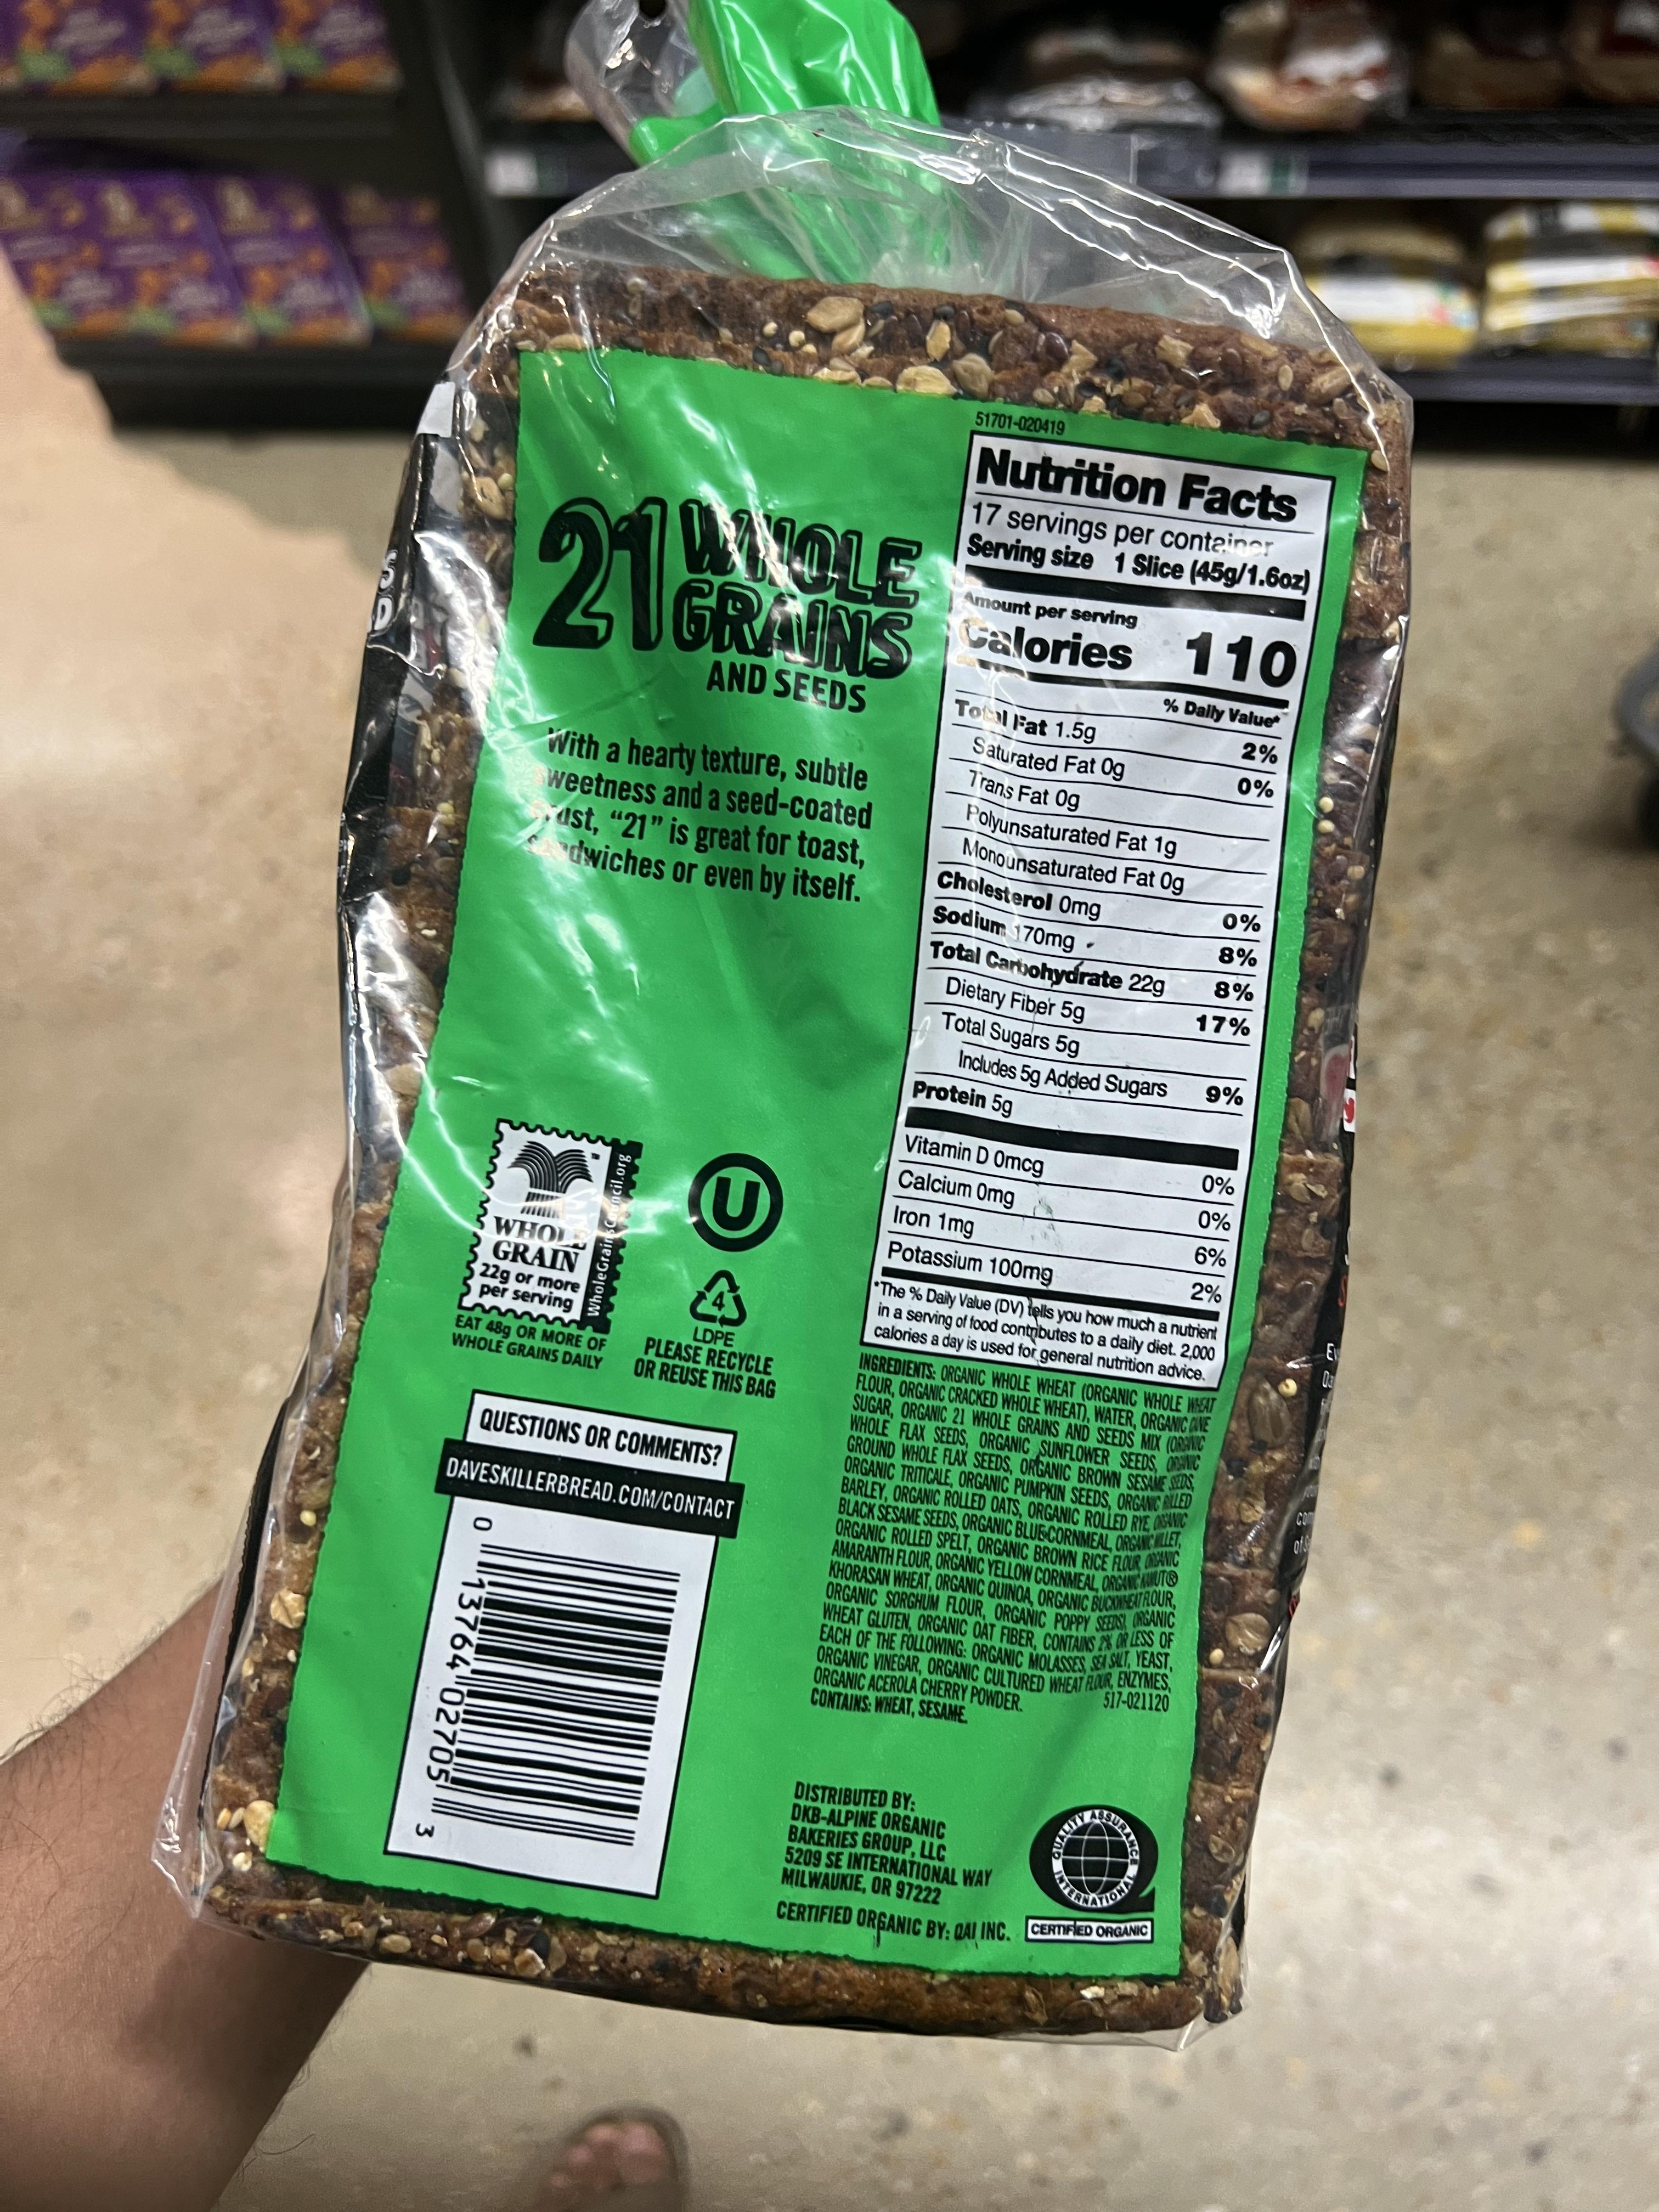 51701-020419
Nutrition Facts
17 servings per container
Serving size 1 Slice (45g/1.6oz)
Amount per serving
Calories 110
% Daily Value*
Total Fat 1.5g 2%
Saturated Fat 0g 0%
Trans Fat 0g
Polyunsaturated Fat 1g
Monounsaturated Fat 0g
Cholesterol 0mg 0%
Sodium 170mg 8%
Total Carbohydrate 22g 8%
Dietary Fiber 5g 17%
Total Sugars 5g
Includes 5g Added Sugars 9%
Protein 5g
Vitamin D 0mcg 0%
Calcium 0mg 0%
Iron 1mg 6%
Potassium 100mg 2%
*The % Daily Value (DV) tells you how much a nutrient
in a serving of food contributes to a daily diet. 2,000
calories a day is used for general nutrition advice.
INGREDIENTS: ORGANIC WHOLE WHEAT (ORGANIC WHOLE WHEAT
FLOUR, ORGANIC CRACKED WHOLE WHEAT), WATER, ORGANIC CANE
SUGAR, ORGANIC 21 WHOLE GRAINS AND SEEDS MIX (ORGANIC
WHOLE FLAX SEEDS, ORGANIC SUNFLOWER SEEDS, ORGANIC
GROUND WHOLE FLAX SEEDS, ORGANIC BROWN SESAME SEEDS,
ORGANIC TRITICALE, ORGANIC PUMPKIN SEEDS, ORGANIC ROLLED
BARLEY, ORGANIC ROLLED OATS, ORGANIC ROLLED RYE, ORGANIC
BLACK SESAME SEEDS, ORGANIC BLUE CORNMEAL, ORGANIC MILLET,
ORGANIC ROLLED SPELT, ORGANIC BROWN RICE FLOUR, ORGANIC
AMARANTH FLOUR, ORGANIC YELLOW CORNMEAL, ORGANIC KAMUT®
KHORASAN WHEAT, ORGANIC QUINOA, ORGANIC BUCKWHEAT FLOUR,
ORGANIC SORGHUM FLOUR, ORGANIC POPPY SEEDS), ORGANIC
WHEAT GLUTEN, ORGANIC OAT FIBER, CONTAINS 2% OR LESS OF
EACH OF THE FOLLOWING: ORGANIC MOLASSES, SEA SALT, YEAST,
ORGANIC VINEGAR, ORGANIC CULTURED WHEAT FLOUR, ENZYMES,
ORGANIC ACEROLA CHERRY POWDER. 517-021120
CONTAINS: WHEAT, SESAME.
21 WHOLE
GRAINS
AND SEEDS
With a hearty texture, subtle
sweetness and a seed-coated
crust, “21” is great for toast,
sandwiches or even by itself.
WHOLE
GRAIN
22g or more
per serving
WholeGrainsCouncil.org
EAT 48g OR MORE OF
WHOLE GRAINS DAILY
U
4
LDPE
PLEASE RECYCLE
OR REUSE THIS BAG
QUESTIONS OR COMMENTS?
DAVESKILLERBREAD.COM/CONTACT
0 13764 02705 3
DISTRIBUTED BY:
DKB-ALPINE ORGANIC
BAKERIES GROUP, LLC
5209 SE INTERNATIONAL WAY
MILWAUKIE, OR 97222
CERTIFIED ORGANIC BY: QAI INC.
QUALITY ASSURANCE
INTERNATIONAL
CERTIFIED ORGANIC